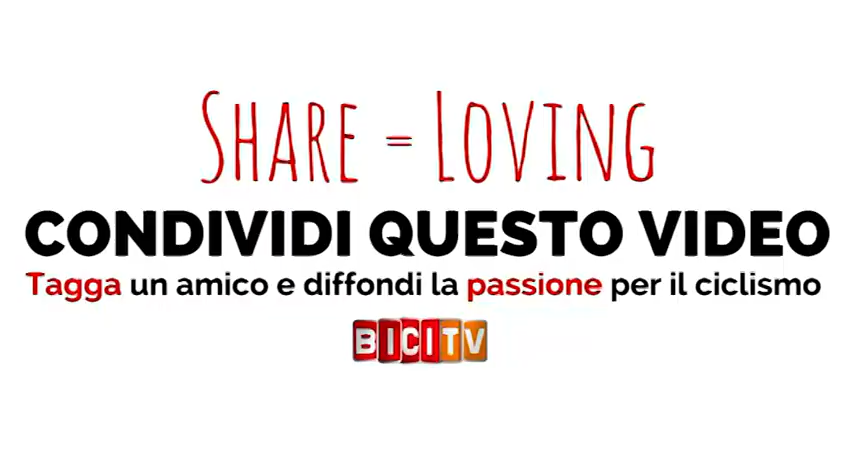 SHARE = LOVING
CONDIVIDI QUESTO VIDEO
Tagga un amico e diffondi la passione per il ciclismo
BICITV